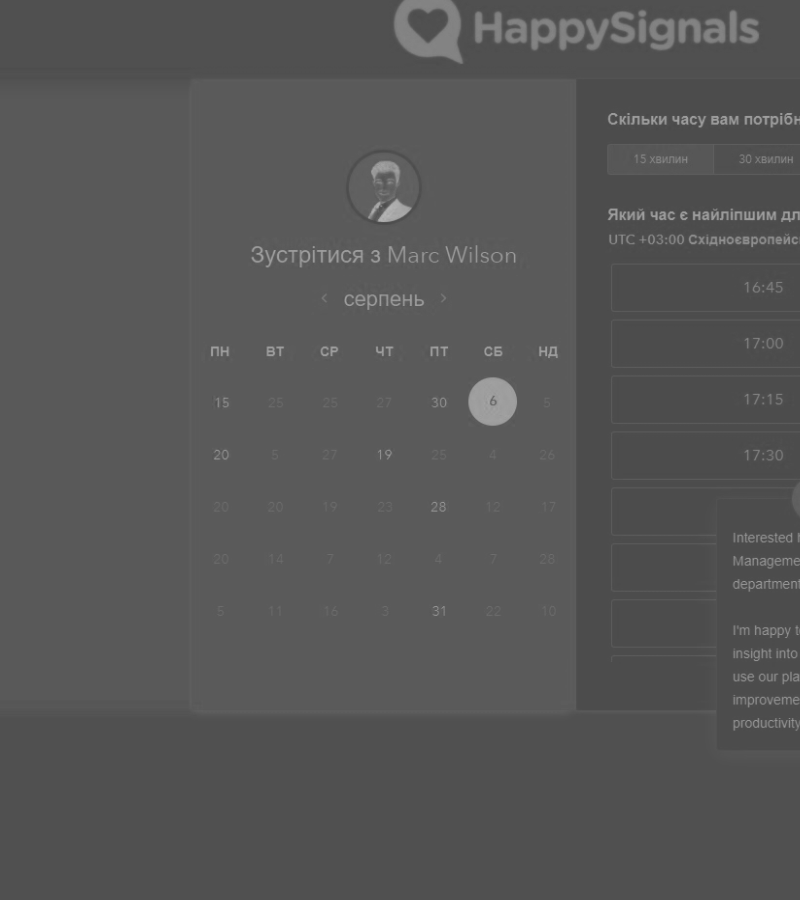 HappySignals
Зустрітися з Marc Wilson
серпень
ПН ВТ СР ЧТ ПТ СБ НД
15 25 25 27 30 6 5
20 5 27 19 25 4 26
20 20 19 23 28 12 17
20 14 7 12 4 7 28
5 11 16 3 31 22 10
Скільки часу вам потрібн
15 хвилин 30 хвилин
Який час є найліпшим дл
UTC +03:00 Східноєвропейс
16:45
17:00
17:15
17:30
Interested
Manageme
department
I'm happy t
insight into
use our pla
improveme
productivity